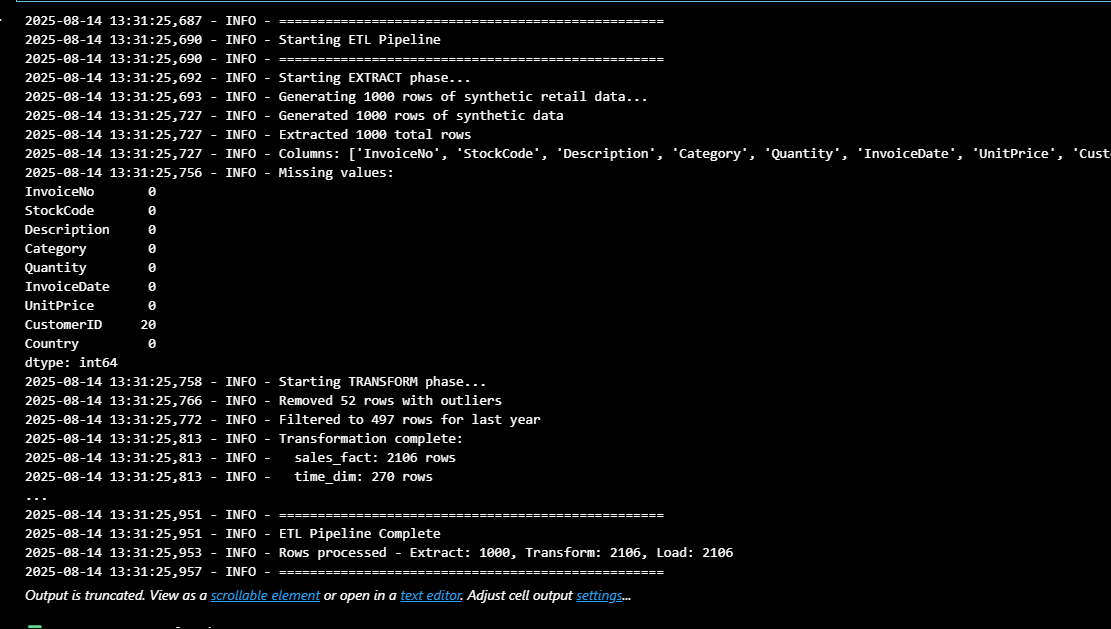 2025-08-14 13:31:25,687 - INFO - ==================================================
2025-08-14 13:31:25,690 - INFO - Starting ETL Pipeline
2025-08-14 13:31:25,690 - INFO - ==================================================
2025-08-14 13:31:25,692 - INFO - Starting EXTRACT phase...
2025-08-14 13:31:25,693 - INFO - Generating 1000 rows of synthetic retail data...
2025-08-14 13:31:25,727 - INFO - Generated 1000 rows of synthetic data
2025-08-14 13:31:25,727 - INFO - Extracted 1000 total rows
2025-08-14 13:31:25,727 - INFO - Columns: ['InvoiceNo', 'StockCode', 'Description', 'Category', 'Quantity', 'InvoiceDate', 'UnitPrice', 'Cust
2025-08-14 13:31:25,756 - INFO - Missing values:
InvoiceNo       0
StockCode       0
Description     0
Category        0
Quantity        0
InvoiceDate     0
UnitPrice       0
CustomerID     20
Country         0
dtype: int64
2025-08-14 13:31:25,758 - INFO - Starting TRANSFORM phase...
2025-08-14 13:31:25,766 - INFO - Removed 52 rows with outliers
2025-08-14 13:31:25,772 - INFO - Filtered to 497 rows for last year
2025-08-14 13:31:25,813 - INFO - Transformation complete:
2025-08-14 13:31:25,813 - INFO -   sales_fact: 2106 rows
2025-08-14 13:31:25,813 - INFO -   time_dim: 270 rows
...
2025-08-14 13:31:25,951 - INFO - ==================================================
2025-08-14 13:31:25,951 - INFO - ETL Pipeline Complete
2025-08-14 13:31:25,953 - INFO - Rows processed - Extract: 1000, Transform: 2106, Load: 2106
2025-08-14 13:31:25,957 - INFO - ==================================================
Output is truncated. View as a scrollable element or open in a text editor. Adjust cell output settings...